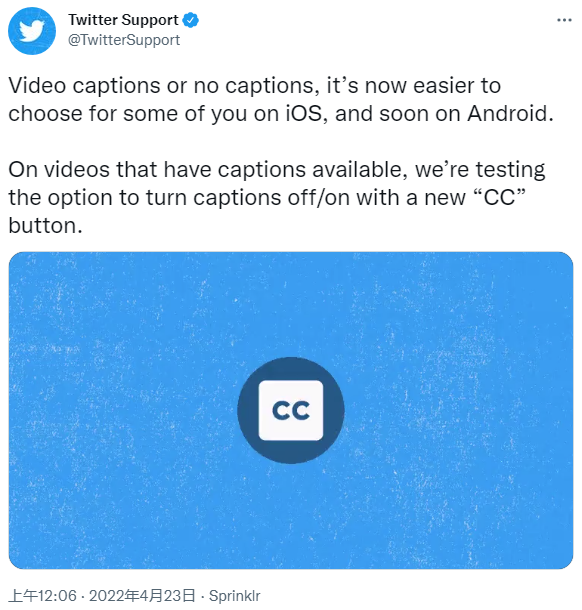 Twitter Support
@TwitterSupport
Video captions or no captions, it’s now easier to
choose for some of you on iOS, and soon on Android.
On videos that have captions available, we’re testing
the option to turn captions off/on with a new “CC”
button.
CC
上午12:06 · 2022年4月23日 · Sprinklr